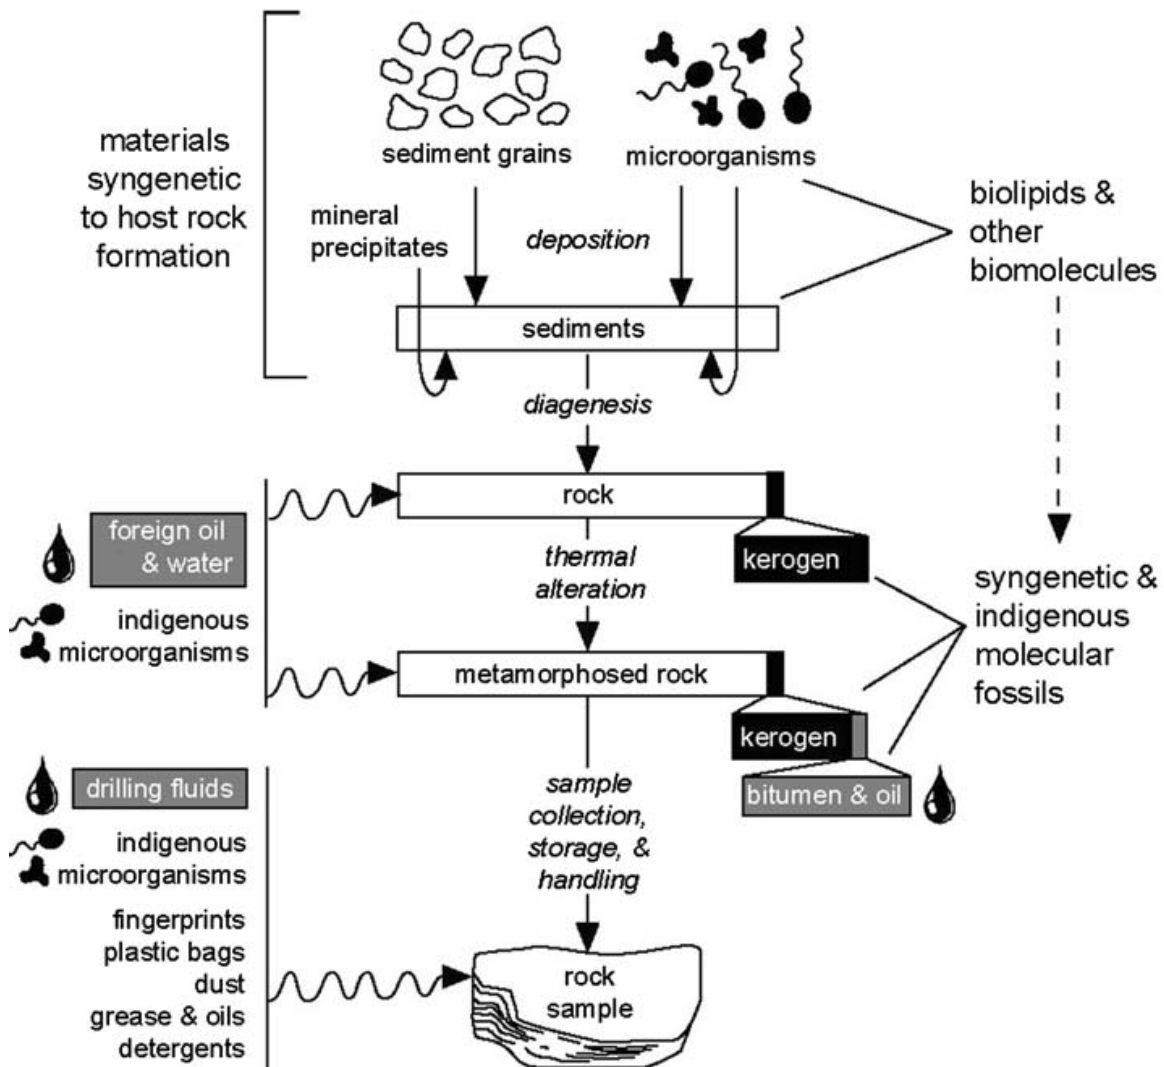 sediment grains
microorganisms
materials
syngenetic
to host rock
formation
mineral
precipitates
deposition
biolipids &
other
biomolecules
sediments
diagenesis
rock
kerogen
foreign oil
& water
thermal
alteration
indigenous
microorganisms
syngenetic &
indigenous
molecular
fossils
metamorphosed rock
kerogen
bitumen & oil
drilling fluids
sample
collection,
storage, &
handling
indigenous
microorganisms
fingerprints
plastic bags
dust
grease & oils
detergents
rock
sample